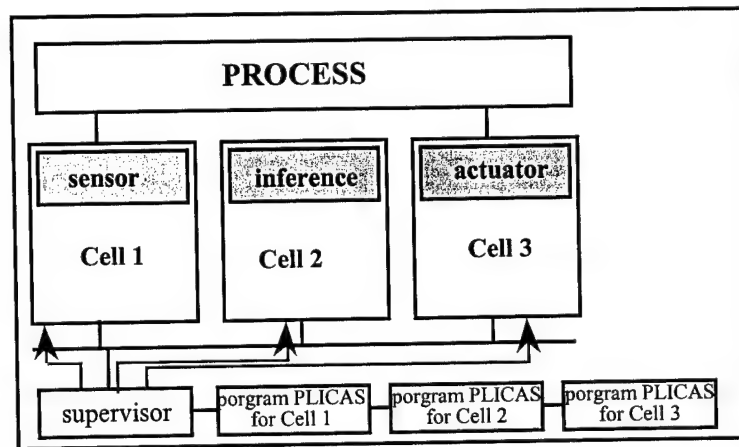 PROCESS
sensor
inference
actuator
Cell 1
Cell 2
Cell 3
supervisor
porgram PLICAS
for Cell 1
porgram PLICAS
for Cell 2
porgram PLICAS
for Cell 3